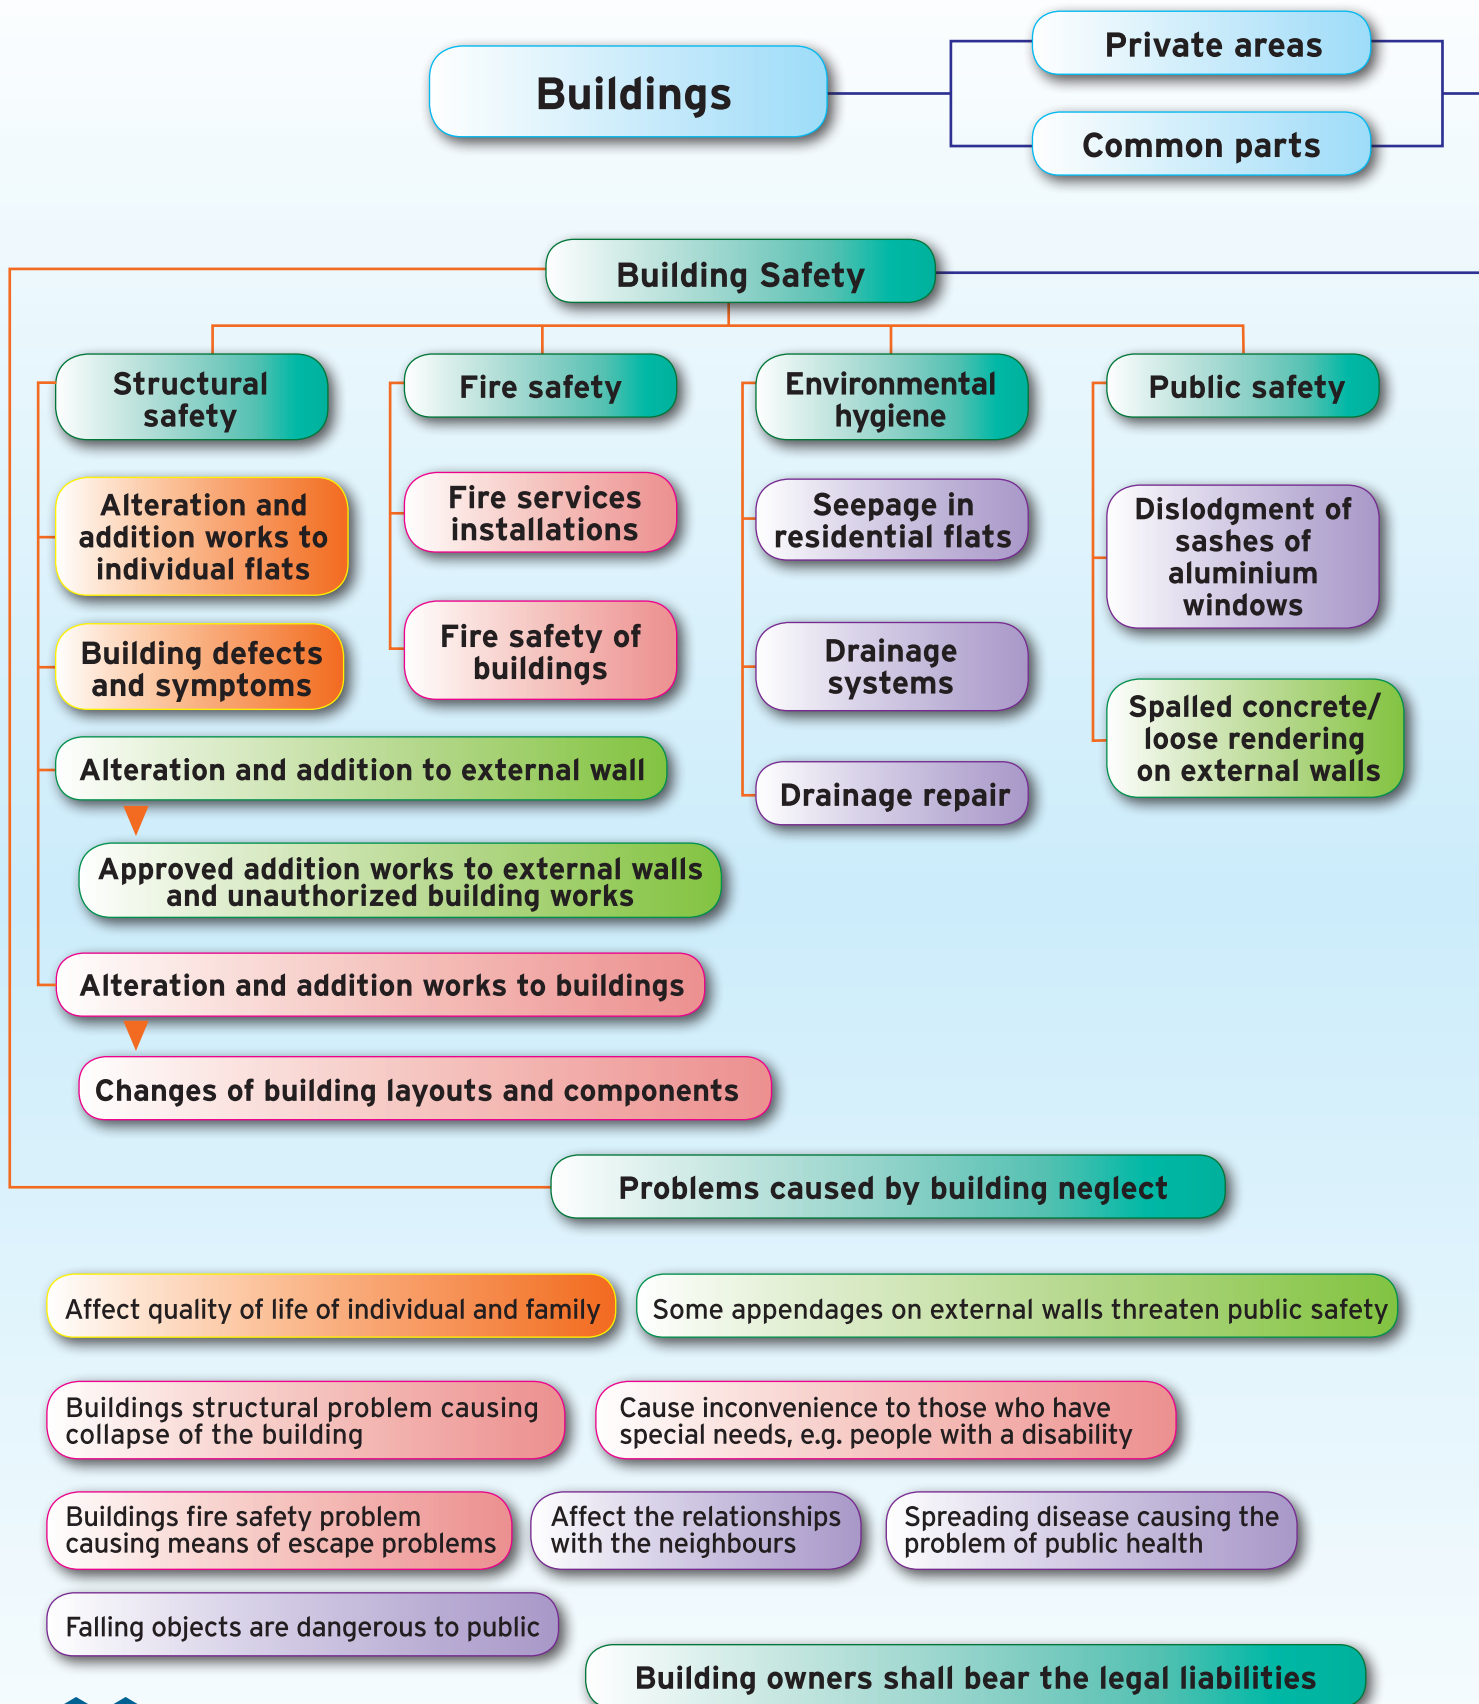 Buildings
Private areas
Common parts
Building Safety
Structural
safety
Alteration and
addition works to
individual flats
Building defects
and symptoms
Alteration and addition to external wall
Approved addition works to external walls
and unauthorized building works
Alteration and addition works to buildings
Changes of building layouts and components
Fire safety
Fire services
installations
Fire safety of
buildings
Environmental
hygiene
Seepage in
residential flats
Drainage
systems
Drainage repair
Public safety
Dislodgment of
sashes of
aluminium
windows
Spalled concrete/
loose rendering
on external walls
Problems caused by building neglect
Affect quality of life of individual and family
Some appendages on external walls threaten public safety
Buildings structural problem causing
collapse of the building
Cause inconvenience to those who have
special needs, e.g. people with a disability
Buildings fire safety problem
causing means of escape problems
Affect the relationships
with the neighbours
Spreading disease causing the
problem of public health
Falling objects are dangerous to public
Building owners shall bear the legal liabilities